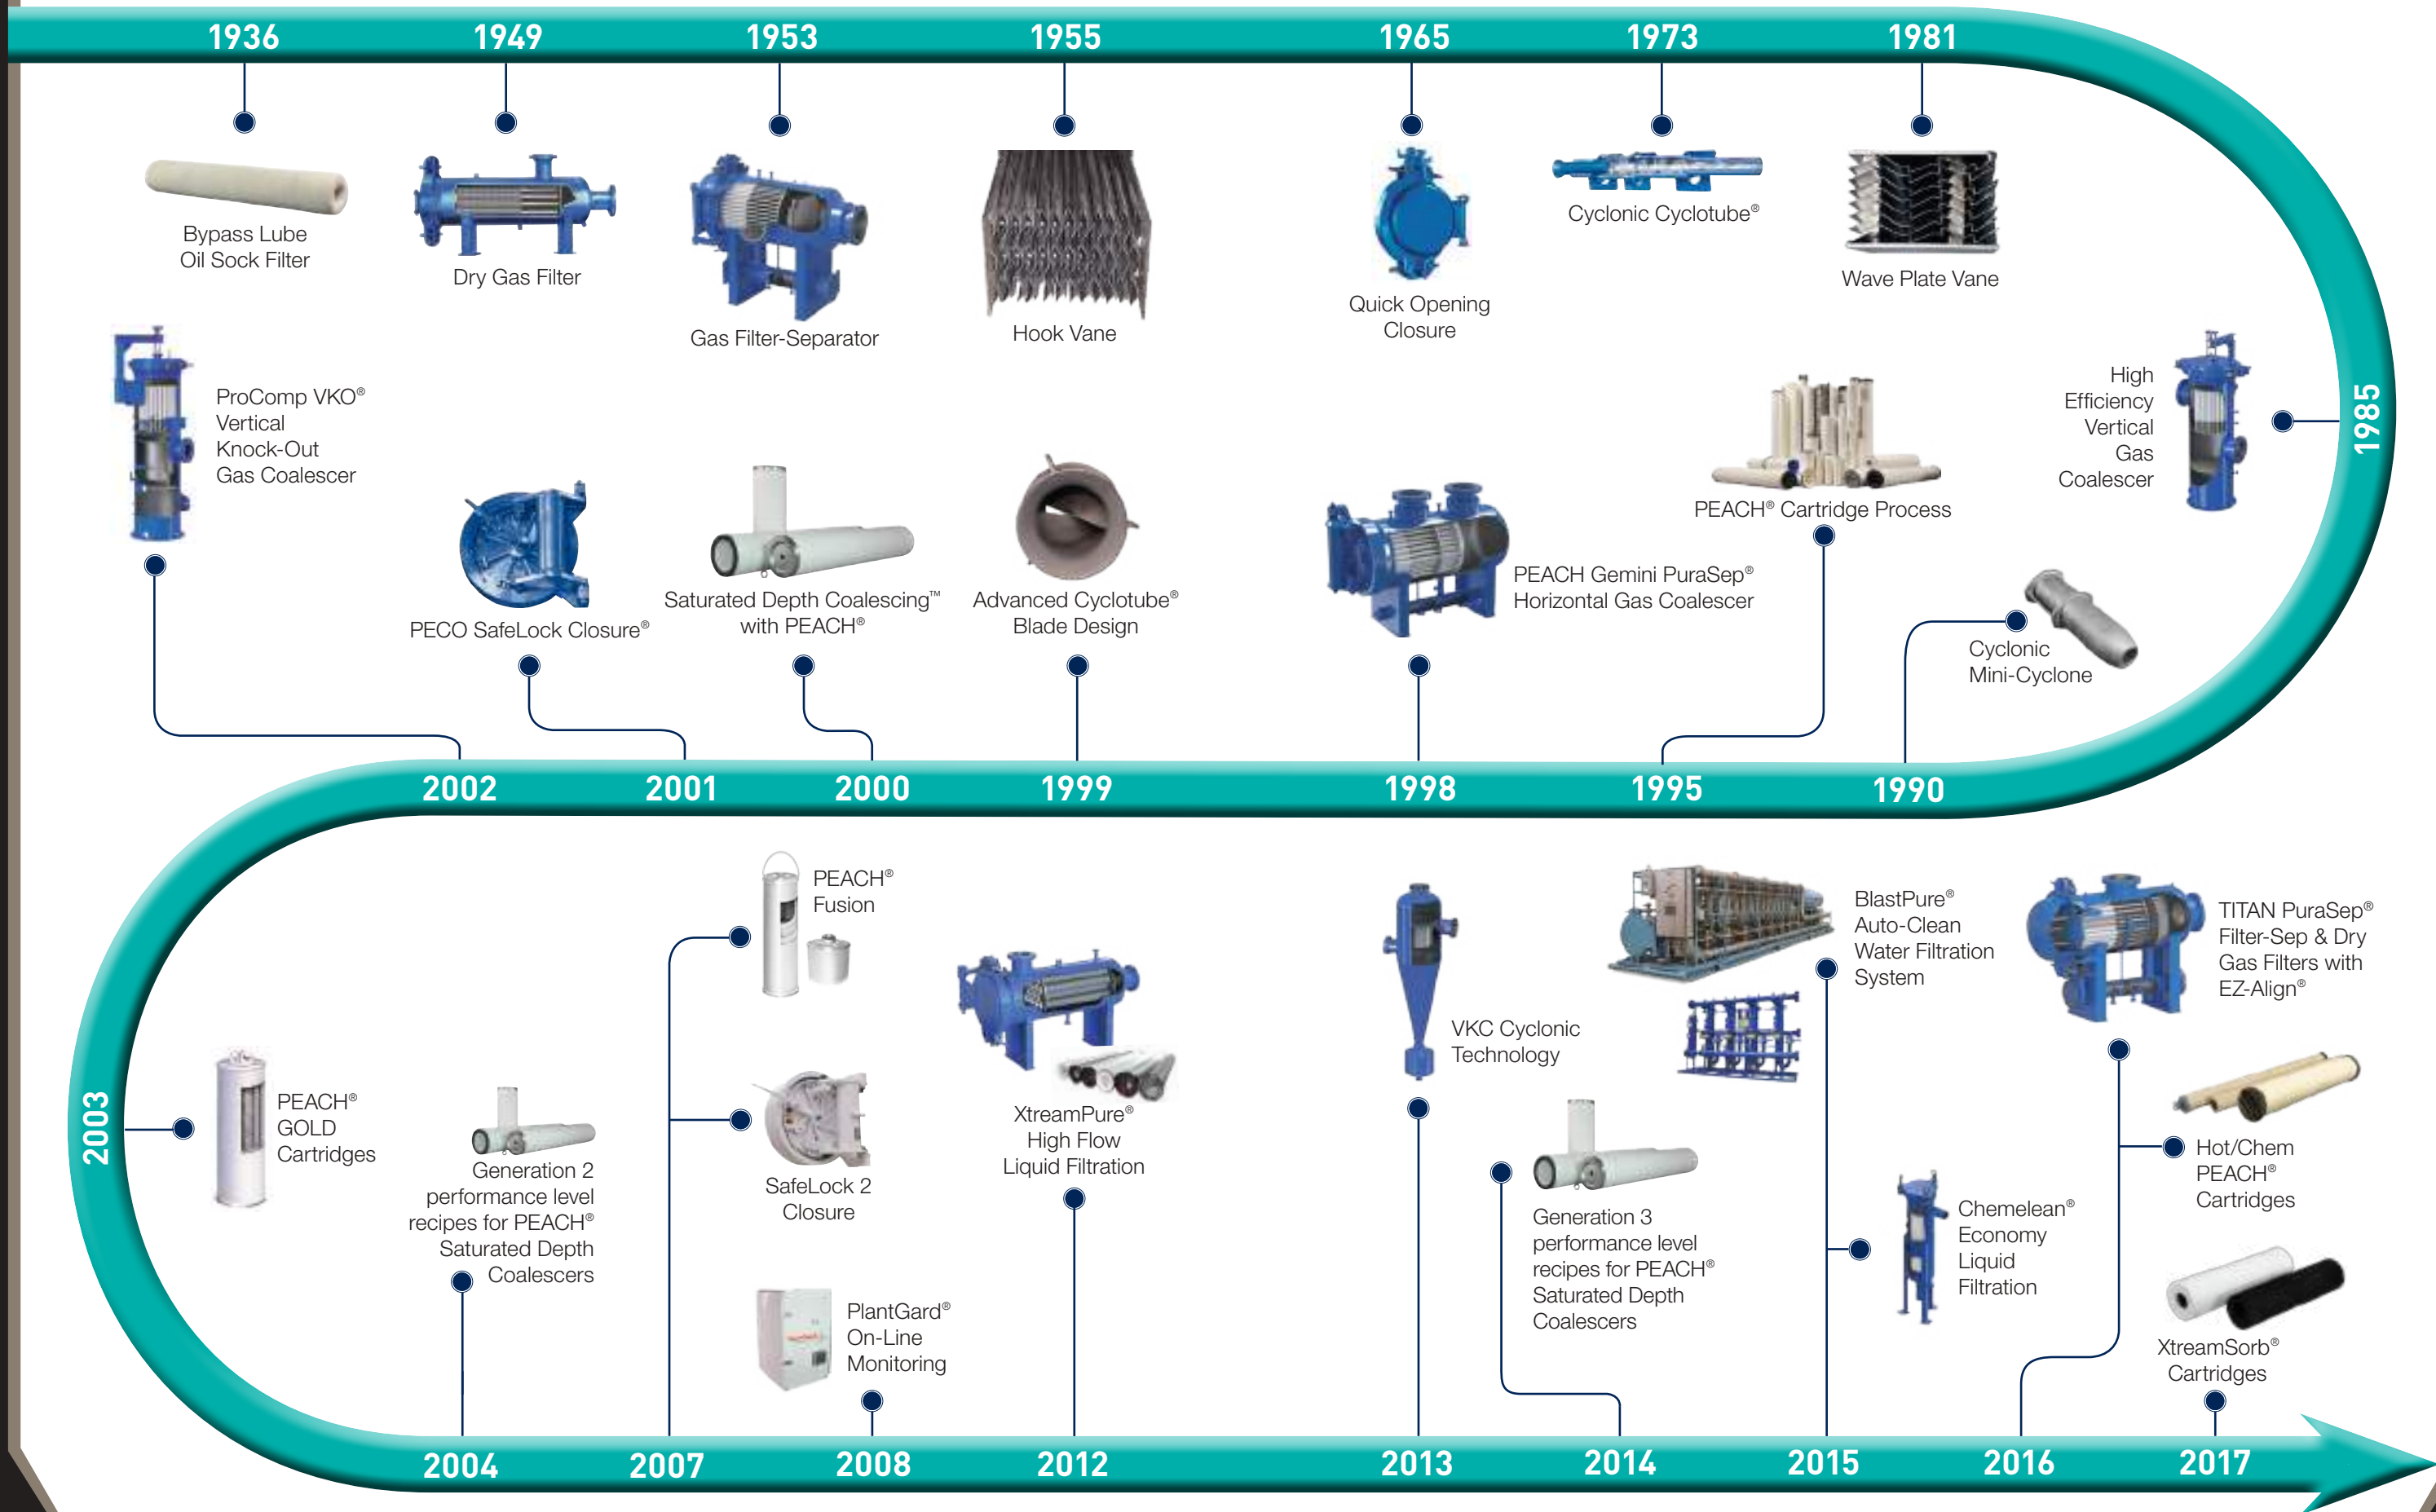 1936
1949
1953
1955
1965
1973
1981
Bypass Lube
Oil Sock Filter
Dry Gas Filter
Gas Filter-Separator
Hook Vane
Quick Opening
Closure
Cyclonic Cyclotube®
Wave Plate Vane
High
Efficiency
Vertical
Gas
Coalescer
1985
ProComp VKO®
Vertical
Knock-Out
Gas Coalescer
PECO SafeLock Closure®
Saturated Depth Coalescing™
with PEACH®
Advanced Cyclotube®
Blade Design
PEACH Gemini PuraSep®
Horizontal Gas Coalescer
PEACH® Cartridge Process
Cyclonic
Mini-Cyclone
2002
2001
2000
1999
1998
1995
1990
2003
PEACH®
GOLD
Cartridges
Generation 2
performance level
recipes for PEACH®
Saturated Depth
Coalescers
PEACH®
Fusion
SafeLock 2
Closure
PlantGard®
On-Line
Monitoring
XtreamPure®
High Flow
Liquid Filtration
VKC Cyclonic
Technology
Generation 3
performance level
recipes for PEACH®
Saturated Depth
Coalescers
BlastPure®
Auto-Clean
Water Filtration
System
Chemelean®
Economy
Liquid
Filtration
TITAN PuraSep®
Filter-Sep & Dry
Gas Filters with
EZ-Align®
Hot/Chem
PEACH®
Cartridges
XtreamSorb®
Cartridges
2004
2007
2008
2012
2013
2014
2015
2016
2017